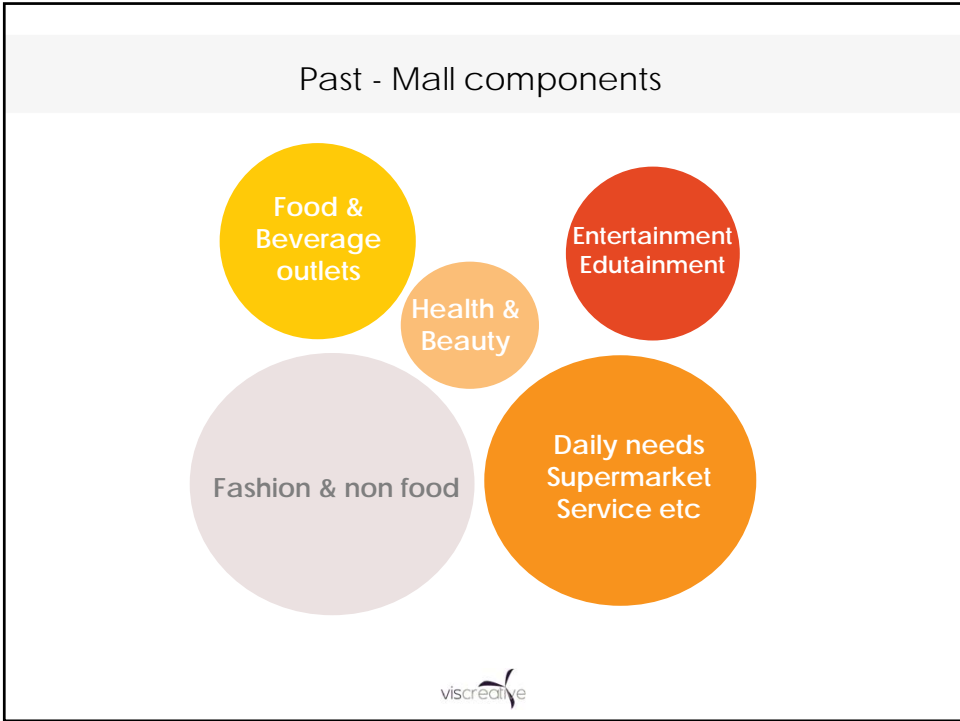 Past - Mall components
Food &
Beverage
outlets
Entertainment
Edutainment
Health &
Beauty
Fashion & non food
Daily needs
Supermarket
Service etc
viscreative